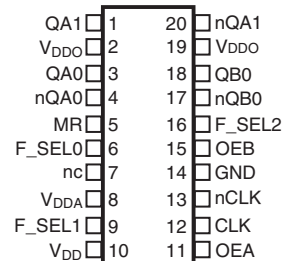 QA1 1 20 nQA1
VDDO 2 19 VDDO
QA0 3 18 QB0
nQA0 4 17 nQB0
MR 5 16 F_SEL2
F_SEL0 6 15 OEB
nc 7 14 GND
VDDA 8 13 nCLK
F_SEL1 9 12 CLK
VDD 10 11 OEA